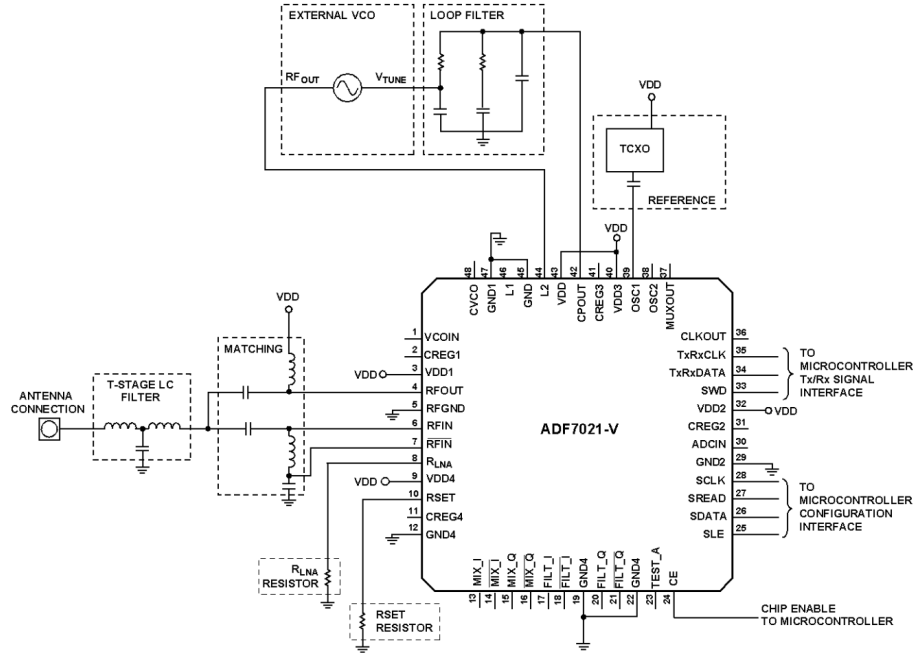 EXTERNAL VCO
LOOP FILTER
RFOUT
VTUNE
VDD
TCXO
REFERENCE
VDD
48 47 46 45 44 43 42 41 40 39 38 37
CVCO GND1 L1 GND L2 VDD CPOUT CREG3 VDD3 OSC1 OSC2 MUXOUT
VDD
MATCHING
T-STAGE LC
FILTER
ANTENNA
CONNECTION
1 VCOIN
2 CREG1
VDD 3 VDD1
4 RFOUT
5 RFGND
6 RFIN
7 RFIN
8 RLNA
VDD 9 VDD4
10 RSET
11 CREG4
12 GND4
ADF7021-V
CLKOUT 36
TxRxCLK 35
TxRxDATA 34
SWD 33
VDD2 32 VDD
CREG2 31
ADCIN 30
GND2 29
SCLK 28
SREAD 27
SDATA 26
SLE 25
TO
MICROCONTROLLER
Tx/Rx SIGNAL
INTERFACE
TO
MICROCONTROLLER
CONFIGURATION
INTERFACE
MIX_I MIX_I MIX_Q MIX_Q FILT_I FILT_I GND4 FILT_Q FILT_Q GND4 TEST_A CE
13 14 15 16 17 18 19 20 21 22 23 24
RLNA
RESISTOR
RSET
RESISTOR
CHIP ENABLE
TO MICROCONTROLLER